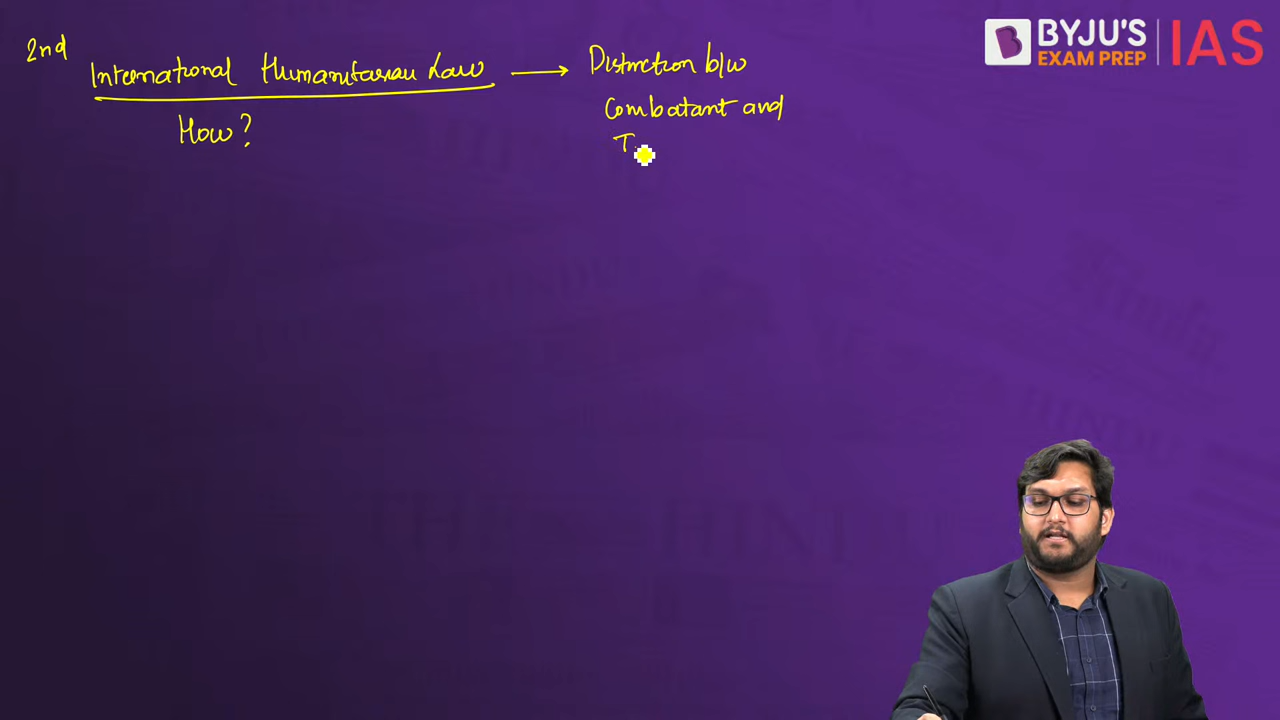 2nd
International Humanitarian Law → Distinction b/w
Combatant and
How?
BYJU'S
EXAM PREP
IAS